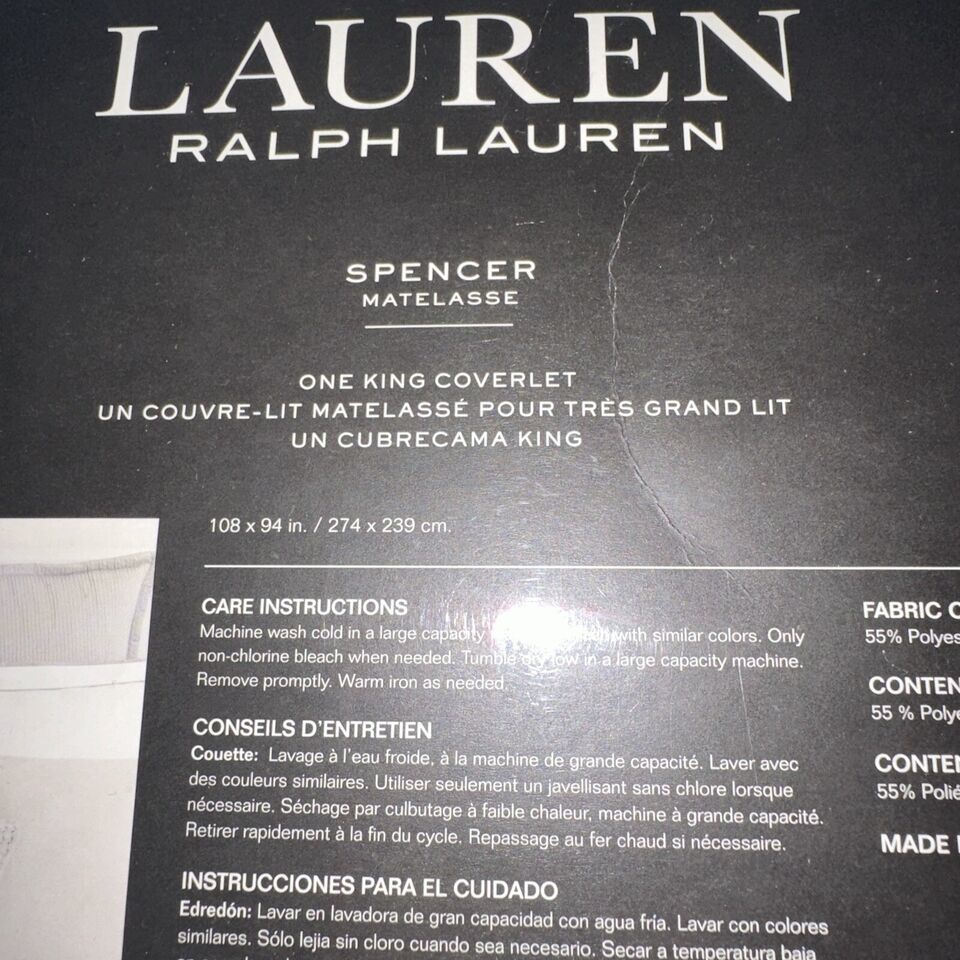 LAUREN
RALPH LAUREN
SPENCER
MATELASSE
ONE KING COVERLET
UN COUVRE-LIT MATELASSÉ POUR TRÈS GRAND LIT
UN CUBRECAMA KING
108 x 94 in. / 274 x 239 cm.
CARE INSTRUCTIONS
Machine wash cold in a large capacity with similar colors. Only
non-chlorine bleach when needed. Tumble dry low in a large capacity machine.
Remove promptly. Warm iron as needed.
CONSEILS D'ENTRETIEN
Couette: Lavage à l'eau froide, à la machine de grande capacité. Laver avec
des couleurs similaires. Utiliser seulement un javellisant sans chlore lorsque
nécessaire. Séchage par culbutage à faible chaleur, machine à grande capacité.
Retirer rapidement à la fin du cycle. Repassage au fer chaud si nécessaire.
INSTRUCCIONES PARA EL CUIDADO
Edredón: Lavar en lavadora de gran capacidad con agua fría. Lavar con colores
similares. Sólo lejia sin cloro cuando sea necesario. Secar a temperatura baja
FABRIC C
55% Polyes
CONTEN
55 % Polye
CONTEN
55% Polié
MADE